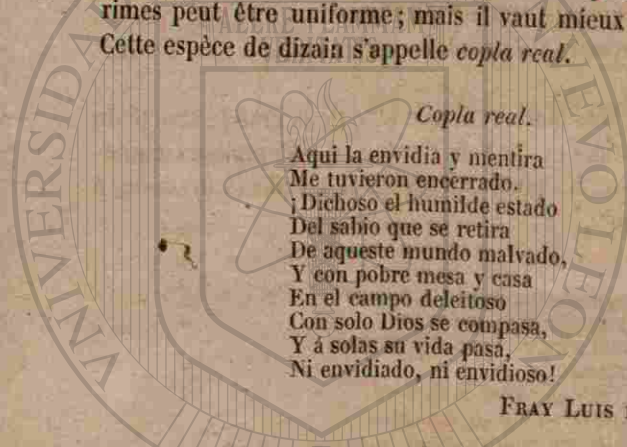 rimes peut être uniforme; mais il vaut mieux
Cette espèce de dizain s'appelle copla real.
Copla real.
Aqui la envidia y mentira
Me tuvieron encerrado.
¡Dichoso el humilde estado
Del sabio que se retira
De aqueste mundo malvado,
Y con pobre mesa y casa
En el campo deleitoso
Con solo Dios se compasa,
Y á solas su vida pasa,
Ni envidiado, ni envidioso!
FRAY LUIS